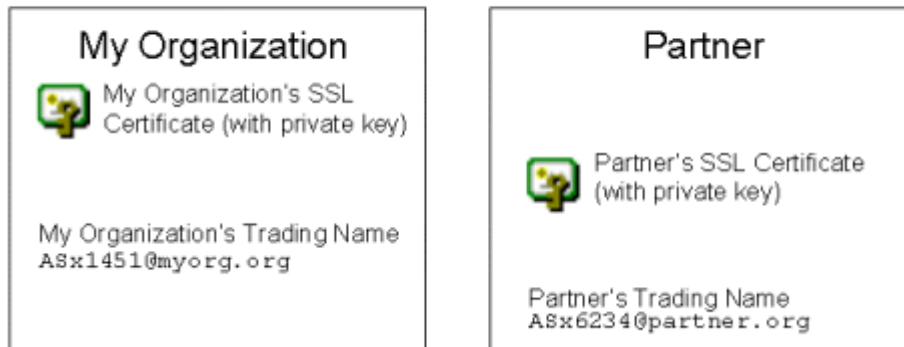 My Organization
My Organization's SSL
Certificate (with private key)
My Organization's Trading Name
ASx1451@myorg.org
Partner
Partner's SSL Certificate
(with private key)
Partner's Trading Name
ASx6234@partner.org